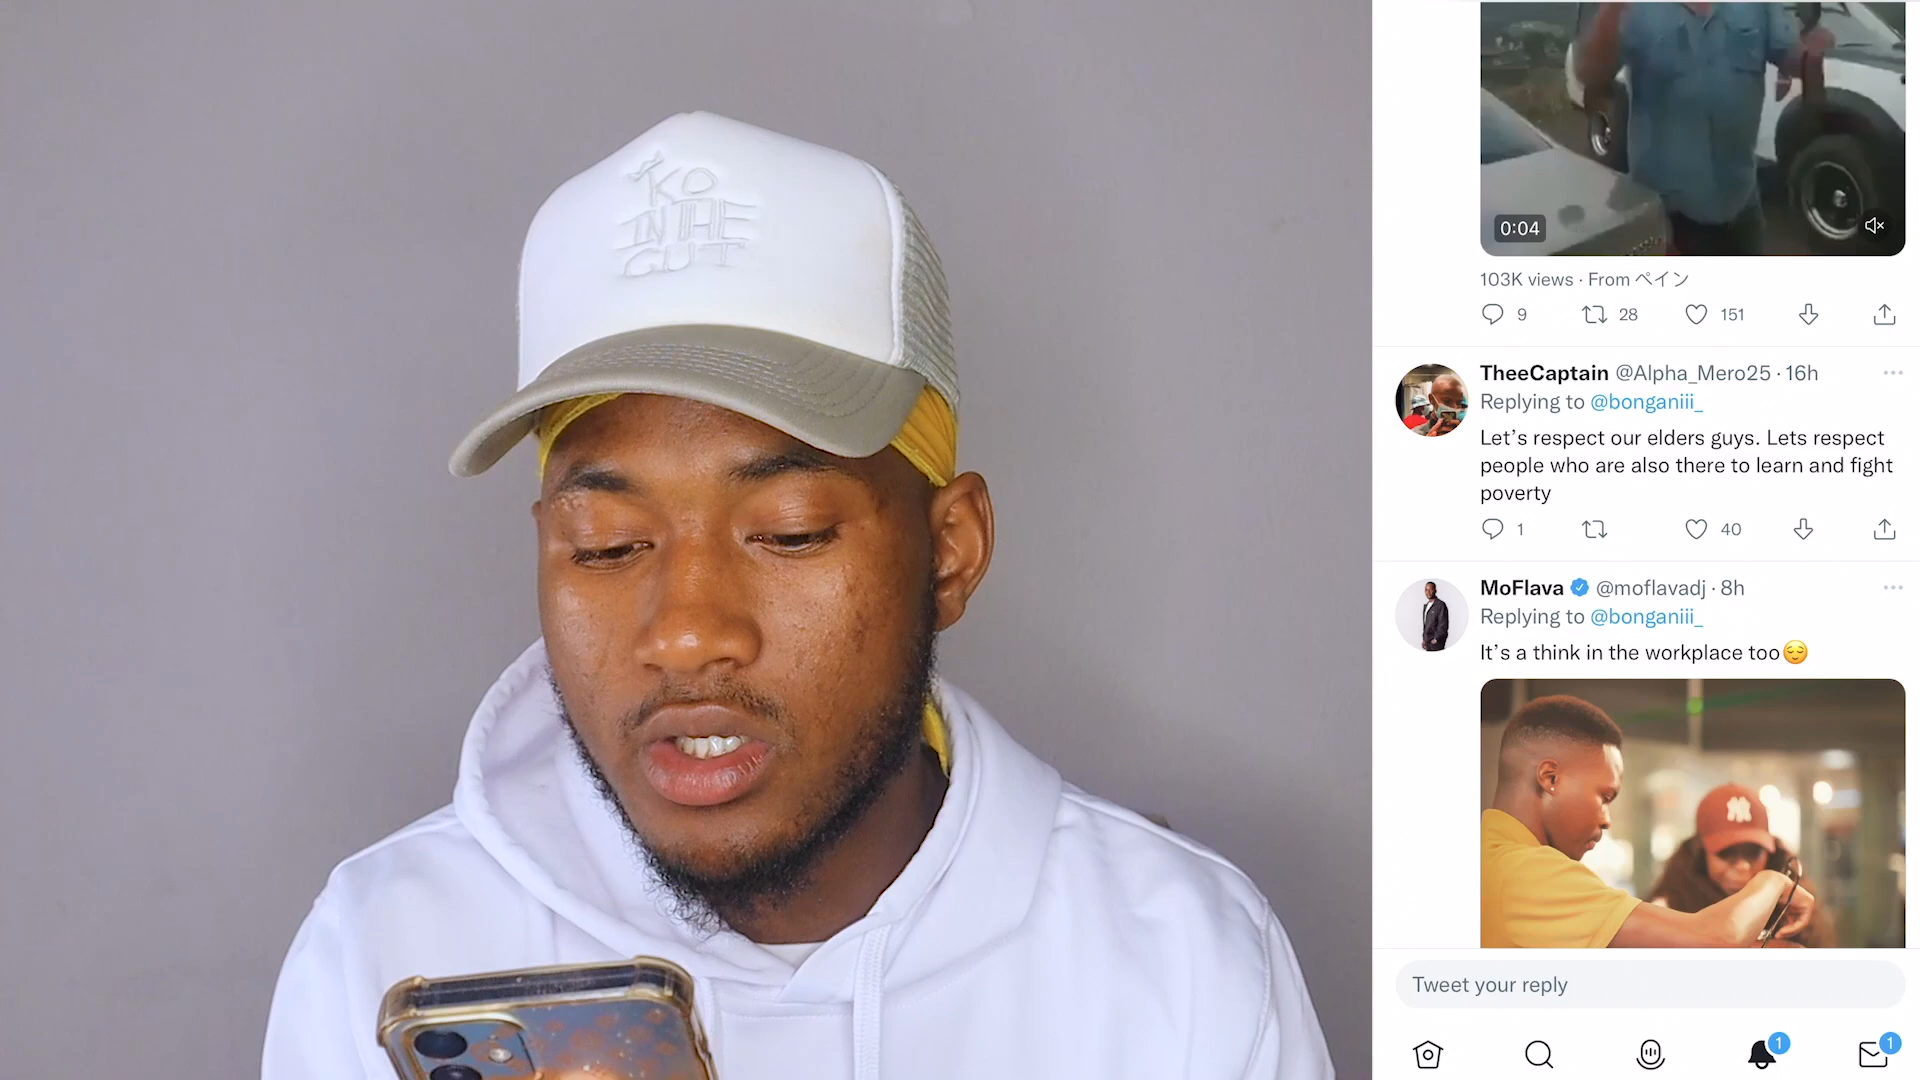 KO
IN THE
CUT
0:04
103K views · From ペイン
9 28 151
TheeCaptain @Alpha_Mero25 · 16h
Replying to @bonganiii_
Let’s respect our elders guys. Lets respect
people who are also there to learn and fight
poverty
1 40
MoFlava @moflavadj · 8h
Replying to @bonganiii_
It’s a think in the workplace too😌
NY
Tweet your reply
1 1